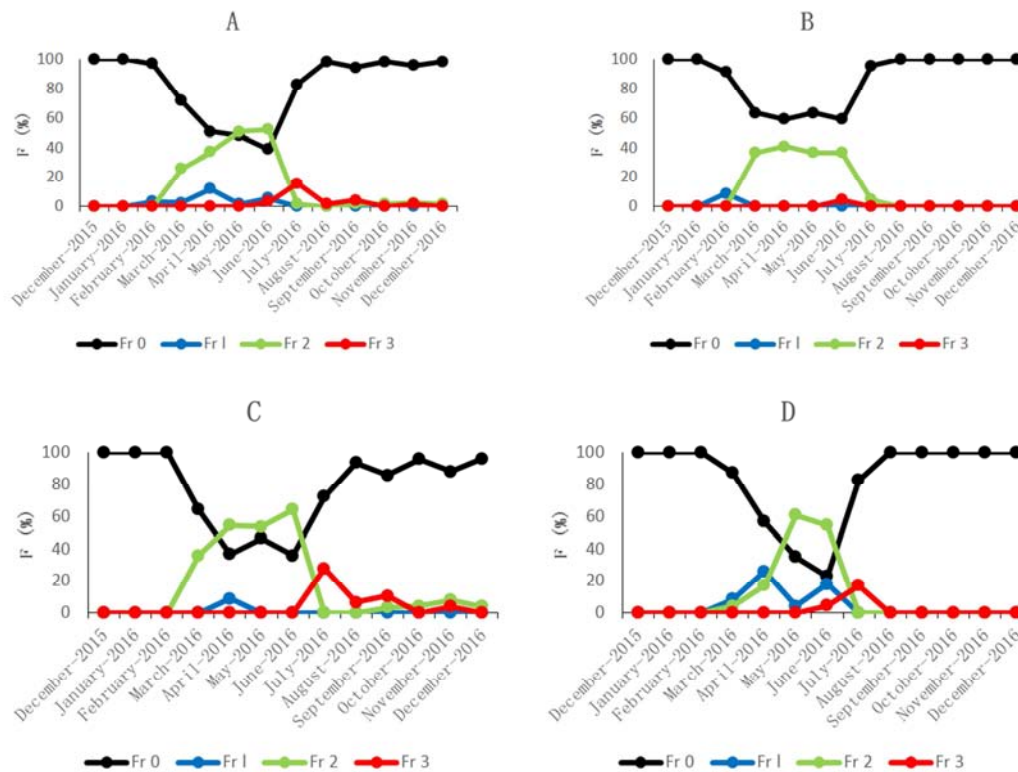 A
F (%)
100
80
60
40
20
0
December-2015
January-2016
February-2016
March-2016
April-2016
May-2016
June-2016
July-2016
August-2016
September-2016
October-2016
November-2016
December-2016
Fr 0 Fr I Fr 2 Fr 3
B
F (%)
100
80
60
40
20
0
December-2015
January-2016
February-2016
March-2016
April-2016
May-2016
June-2016
July-2016
August-2016
September-2016
October-2016
November-2016
December-2016
Fr 0 Fr I Fr 2 Fr 3
C
F (%)
100
80
60
40
20
0
December-2015
January-2016
February-2016
March-2016
April-2016
May-2016
June-2016
July-2016
August-2016
September-2016
October-2016
November-2016
December-2016
Fr 0 Fr I Fr 2 Fr 3
D
F (%)
100
80
60
40
20
0
December-2015
January-2016
February-2016
March-2016
April-2016
May-2016
June-2016
July-2016
August-2016
September-2016
October-2016
November-2016
December-2016
Fr 0 Fr I Fr 2 Fr 3